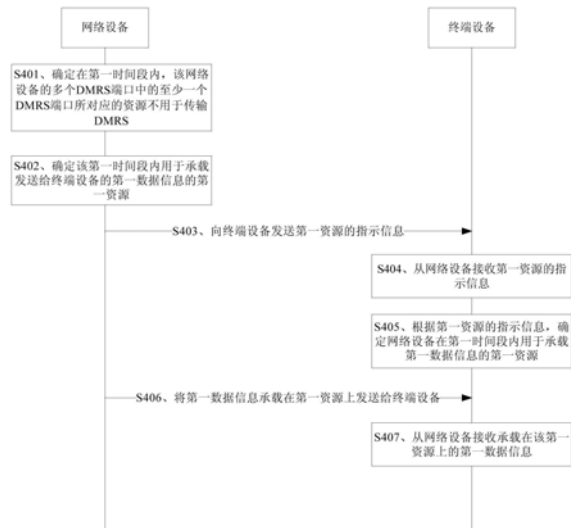 网络设备
终端设备
S401、确定在第一时间段内，该网络
设备的多个DMRS端口中的至少一个
DMRS端口所对应的资源不用于传输
DMRS
S402、确定该第一时间段内用于承载
发送给终端设备的第一数据信息的第
一资源
S403、向终端设备发送第一资源的指示信息
S404、从网络设备接收第一资源的指
示信息
S405、根据第一资源的指示信息，确
定网络设备在第一时间段内用于承载
第一数据信息的第一资源
S406、将第一数据信息承载在第一资源上发送给终端设备
S407、从网络设备接收承载在该第一
资源上的第一数据信息